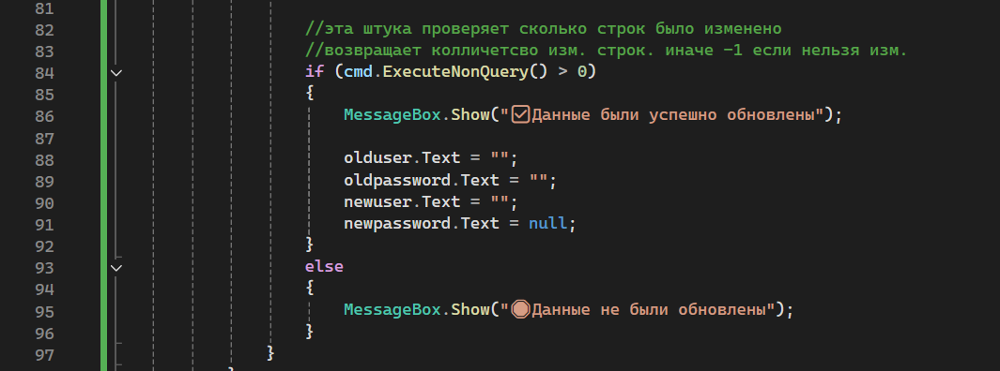 81
82 //эта штука проверяет сколько строк было изменено
83 //возвращает колличетсво изм. строк. иначе -1 если нельзя изм.
84 if (cmd.ExecuteNonQuery() > 0)
85 {
86 MessageBox.Show("☑Данные были успешно обновлены");
87
88 olduser.Text = "";
89 oldpassword.Text = "";
90 newuser.Text = "";
91 newpassword.Text = null;
92 }
93 else
94 {
95 MessageBox.Show("🛑Данные не были обновлены");
96 }
97 }